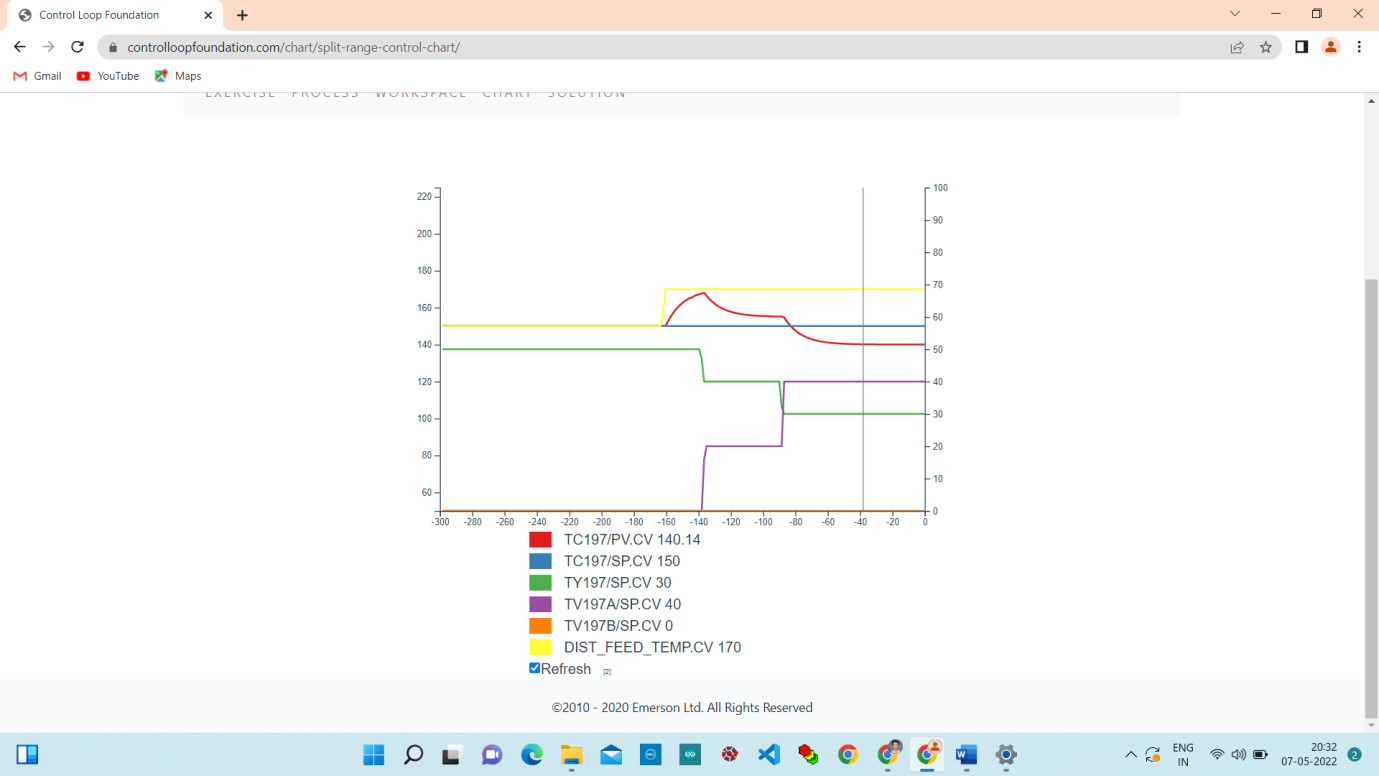 Control Loop Foundation
controlloopfoundation.com/chart/split-range-control-chart/
Gmail YouTube Maps
EXERCISE PROCESS WORKSPACE CHART SOLUTION
220
200
180
160
140
120
100
80
60
100
90
80
70
60
50
40
30
20
10
0
-300 -280 -260 -240 -220 -200 -180 -160 -140 -120 -100 -80 -60 -40 -20 0
TC197/PV.CV 140.14
TC197/SP.CV 150
TY197/SP.CV 30
TV197A/SP.CV 40
TV197B/SP.CV 0
DIST_FEED_TEMP.CV 170
Refresh [2]
©2010 - 2020 Emerson Ltd. All Rights Reserved
ENG
IN
20:32
07-05-2022
2